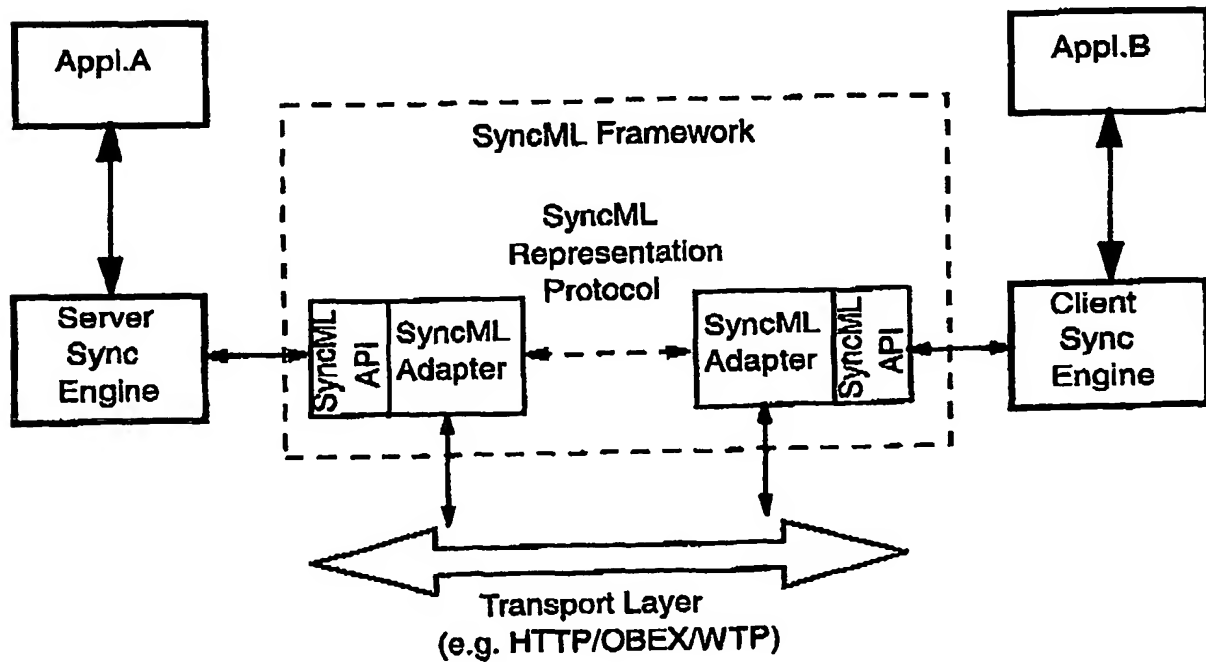 Appl.A
Appl.B
SyncML Framework
SyncML
Representation
Protocol
Server
Sync
Engine
SyncML
API
SyncML
Adapter
SyncML
Adapter
SyncML
API
Client
Sync
Engine
Transport Layer
(e.g. HTTP/OBEX/WTP)